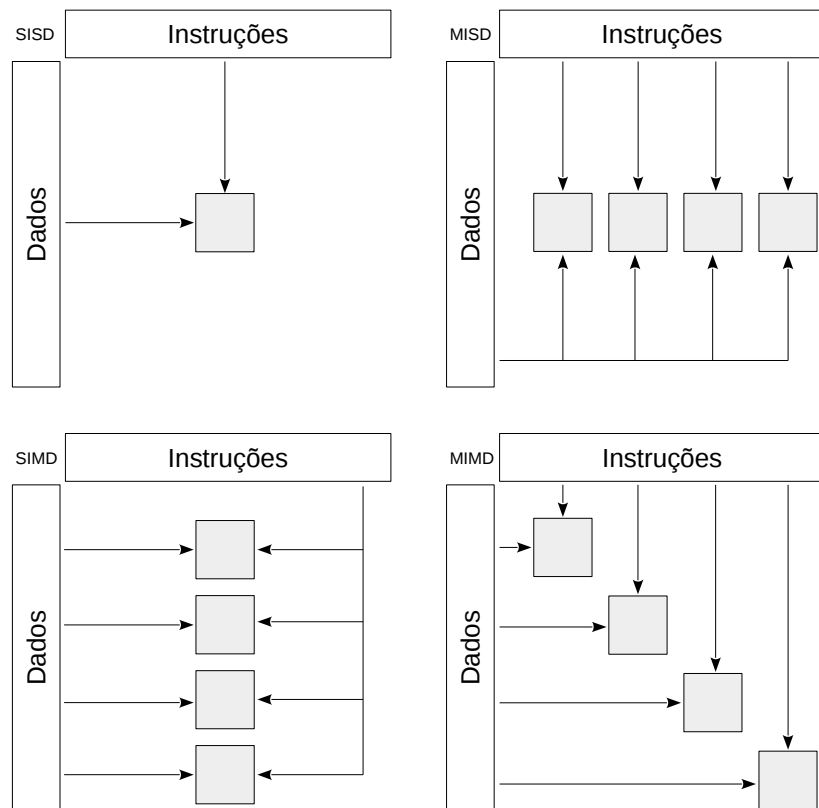 SISD
Instruções
Dados
MISD
Instruções
Dados
SIMD
Instruções
Dados
MIMD
Instruções
Dados